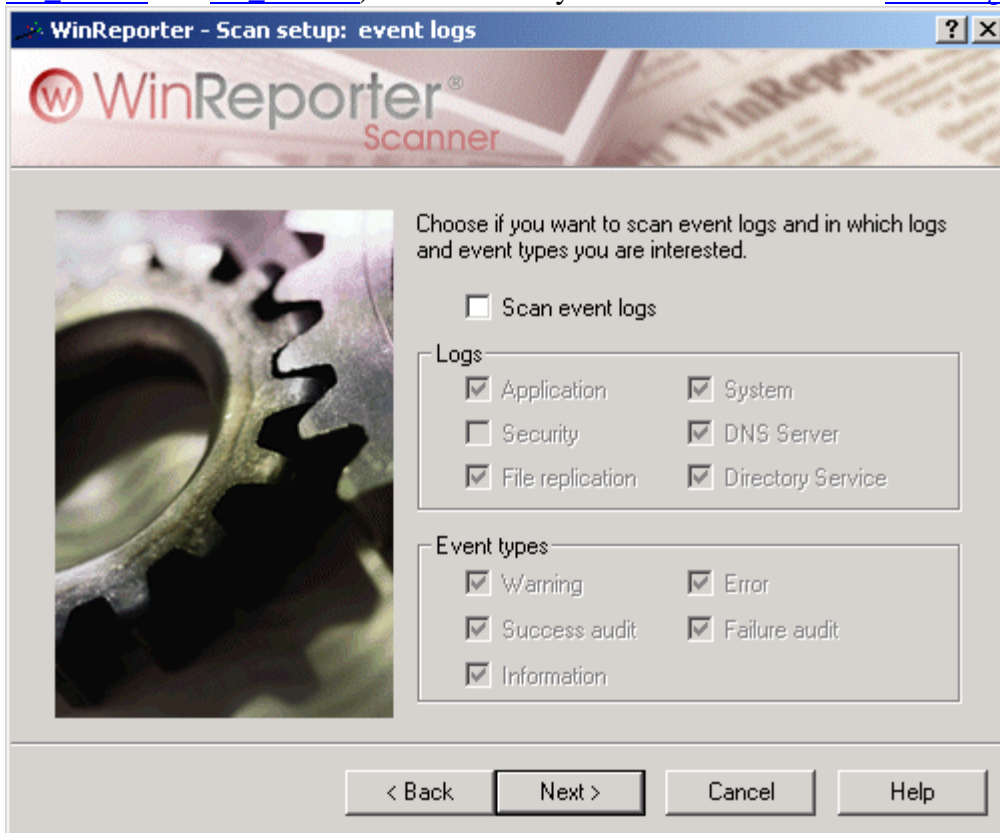 WinReporter - Scan setup: event logs
WinReporter®
Scanner
WinReporter
Choose if you want to scan event logs and in which logs
and event types you are interested.
Scan event logs
Logs
Application
System
Security
DNS Server
File replication
Directory Service
Event types
Warning
Error
Success audit
Failure audit
Information
< Back
Next >
Cancel
Help